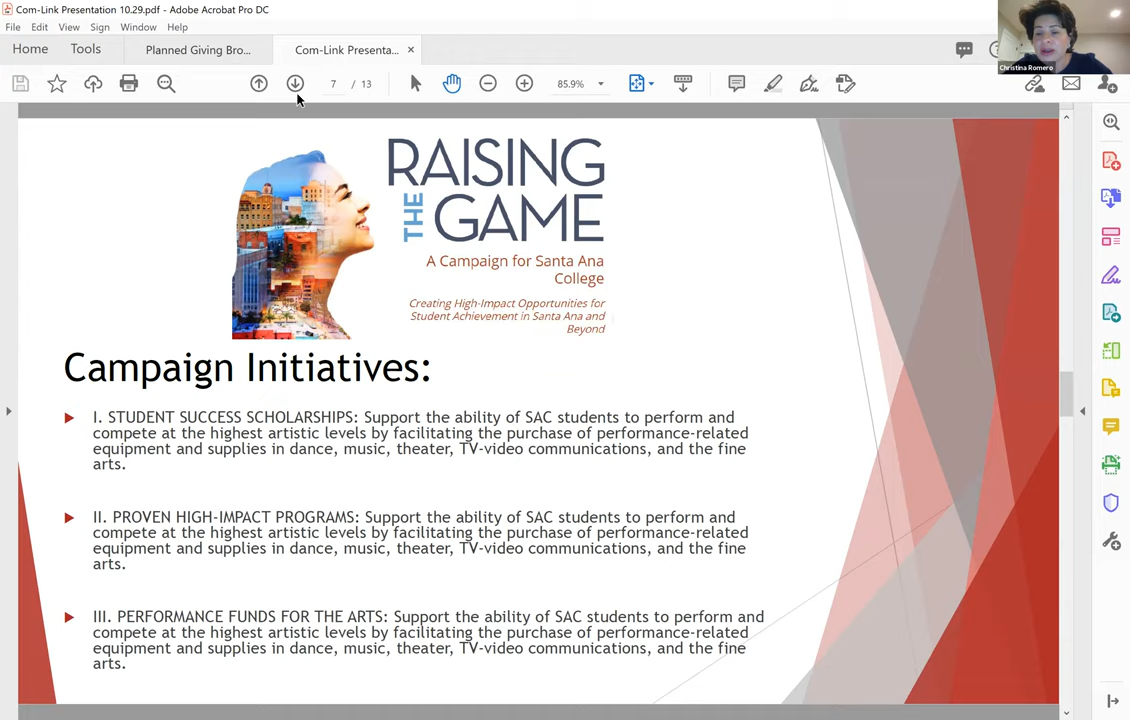 Com-Link Presentation 10.29.pdf - Adobe Acrobat Pro DC
File Edit View Sign Window Help
Home Tools Planned Giving Bro... Com-Link Presenta... ×
7 / 13 85.9%
Christina Romero
RAISING
THE
GAME
A Campaign for Santa Ana
College
Creating High-Impact Opportunities for
Student Achievement in Santa Ana and
Beyond
Campaign Initiatives:
I. STUDENT SUCCESS SCHOLARSHIPS: Support the ability of SAC students to perform and
compete at the highest artistic levels by facilitating the purchase of performance-related
equipment and supplies in dance, music, theater, TV-video communications, and the fine
arts.
II. PROVEN HIGH-IMPACT PROGRAMS: Support the ability of SAC students to perform and
compete at the highest artistic levels by facilitating the purchase of performance-related
equipment and supplies in dance, music, theater, TV-video communications, and the fine
arts.
III. PERFORMANCE FUNDS FOR THE ARTS: Support the ability of SAC students to perform and
compete at the highest artistic levels by facilitating the purchase of performance-related
equipment and supplies in dance, music, theater, TV-video communications, and the fine
arts.